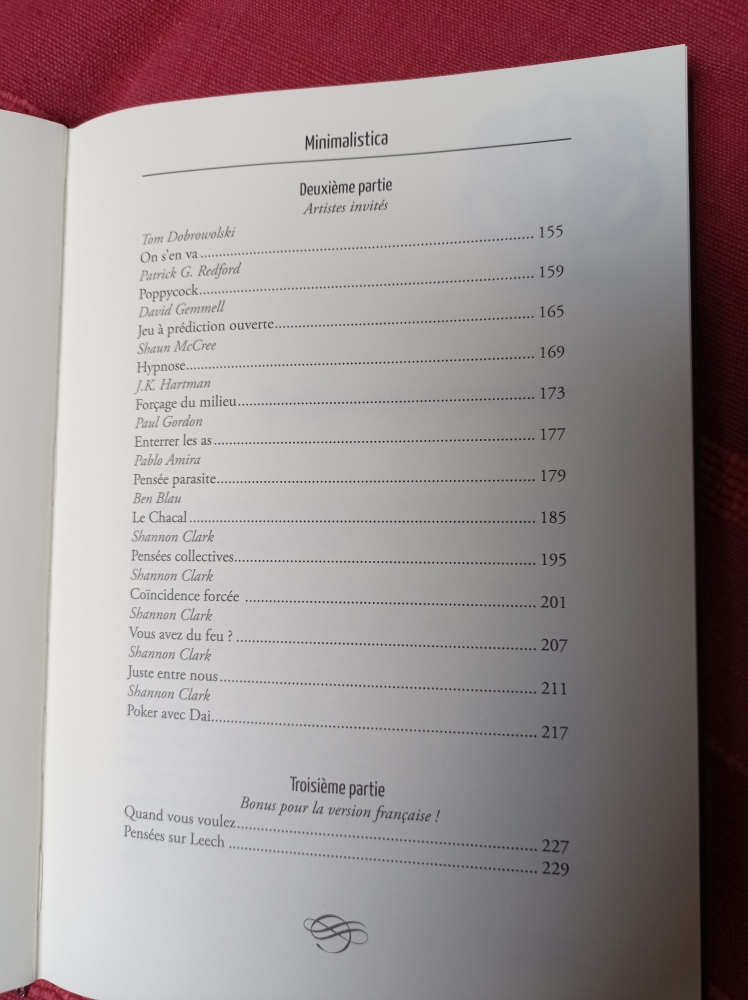 Minimalistica
Deuxième partie
Artistes invités
Tom Dobrowolski
On s'en va ........ 155
Patrick G. Redford
Poppycock ........ 159
David Gemmell
Jeu à prédiction ouverte ........ 165
Shaun McCree
Hypnose ........ 169
J.K. Hartman
Forçage du milieu ........ 173
Paul Gordon
Enterrer les as ........ 177
Pablo Amira
Pensée parasite ........ 179
Ben Blau
Le Chacal ........ 185
Shannon Clark
Pensées collectives ........ 195
Shannon Clark
Coïncidence forcée ........ 201
Shannon Clark
Vous avez du feu ? ........ 207
Shannon Clark
Juste entre nous ........ 211
Shannon Clark
Poker avec Dai ........ 217
Troisième partie
Bonus pour la version française !
Quand vous voulez ........ 227
Pensées sur Leech ........ 229